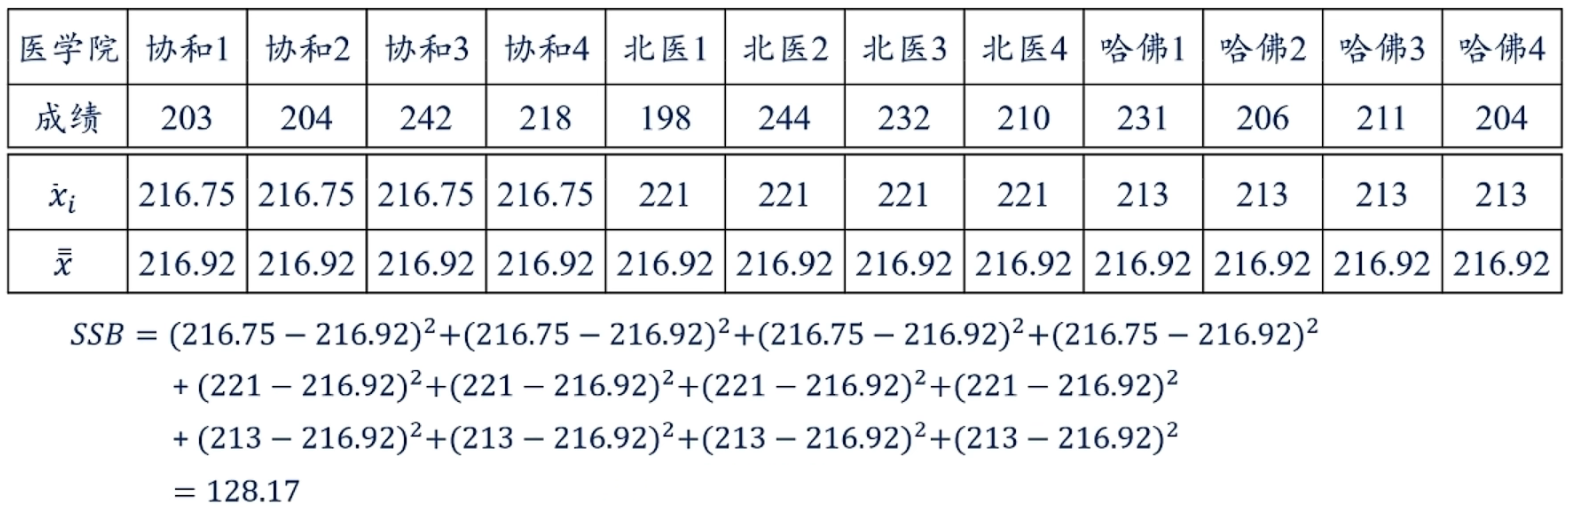 医学院 协和1 协和2 协和3 协和4 北医1 北医2 北医3 北医4 哈佛1 哈佛2 哈佛3 哈佛4
成绩 203 204 242 218 198 244 232 210 231 206 211 204
ẋᵢ 216.75 216.75 216.75 216.75 221 221 221 221 213 213 213 213
x̿ 216.92 216.92 216.92 216.92 216.92 216.92 216.92 216.92 216.92 216.92 216.92 216.92
SSB = (216.75 − 216.92)²+(216.75 − 216.92)²+(216.75 − 216.92)²+(216.75 − 216.92)²
+ (221 − 216.92)²+(221 − 216.92)²+(221 − 216.92)²+(221 − 216.92)²
+ (213 − 216.92)²+(213 − 216.92)²+(213 − 216.92)²+(213 − 216.92)²
= 128.17